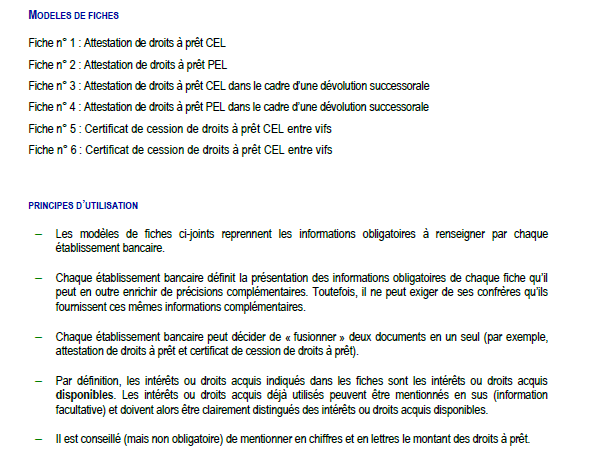 MODELES DE FICHES
Fiche n° 1 : Attestation de droits à prêt CEL
Fiche n° 2 : Attestation de droits à prêt PEL
Fiche n° 3 : Attestation de droits à prêt CEL dans le cadre d'une dévolution successorale
Fiche n° 4 : Attestation de droits à prêt PEL dans le cadre d'une dévolution successorale
Fiche n° 5 : Certificat de cession de droits à prêt CEL entre vifs
Fiche n° 6 : Certificat de cession de droits à prêt CEL entre vifs
PRINCIPES D'UTILISATION
– Les modèles de fiches ci-joints reprennent les informations obligatoires à renseigner par chaque
établissement bancaire.
– Chaque établissement bancaire définit la présentation des informations obligatoires de chaque fiche qu'il
peut en outre enrichir de précisions complémentaires. Toutefois, il ne peut exiger de ses confrères qu'ils
fournissent ces mêmes informations complémentaires.
– Chaque établissement bancaire peut décider de « fusionner » deux documents en un seul (par exemple,
attestation de droits à prêt et certificat de cession de droits à prêt).
– Par définition, les intérêts ou droits acquis indiqués dans les fiches sont les intérêts ou droits acquis
disponibles. Les intérêts ou droits acquis déjà utilisés peuvent être mentionnés en sus (information
facultative) et doivent alors être clairement distingués des intérêts ou droits acquis disponibles.
– Il est conseillé (mais non obligatoire) de mentionner en chiffres et en lettres le montant des droits à prêt.